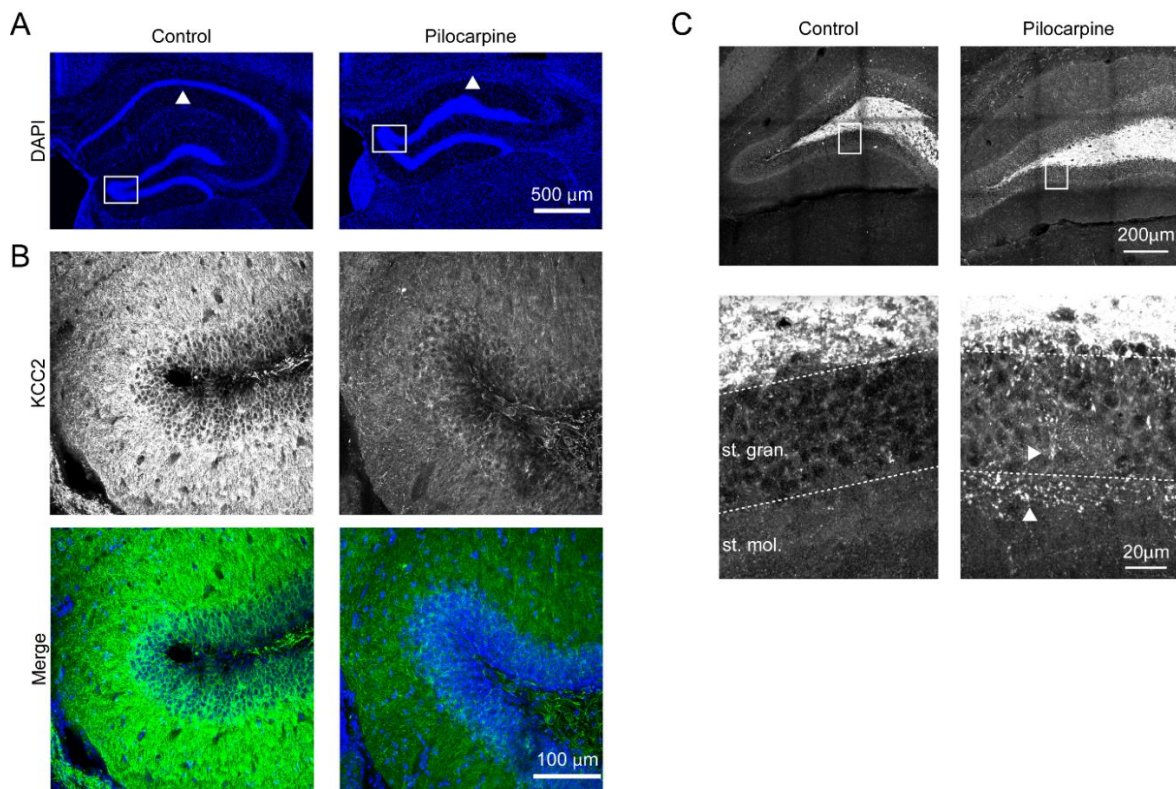 A
Control
Pilocarpine
DAPI
500 µm
B
KCC2
Merge
100 µm
C
Control
Pilocarpine
200µm
st. gran.
st. mol.
20µm